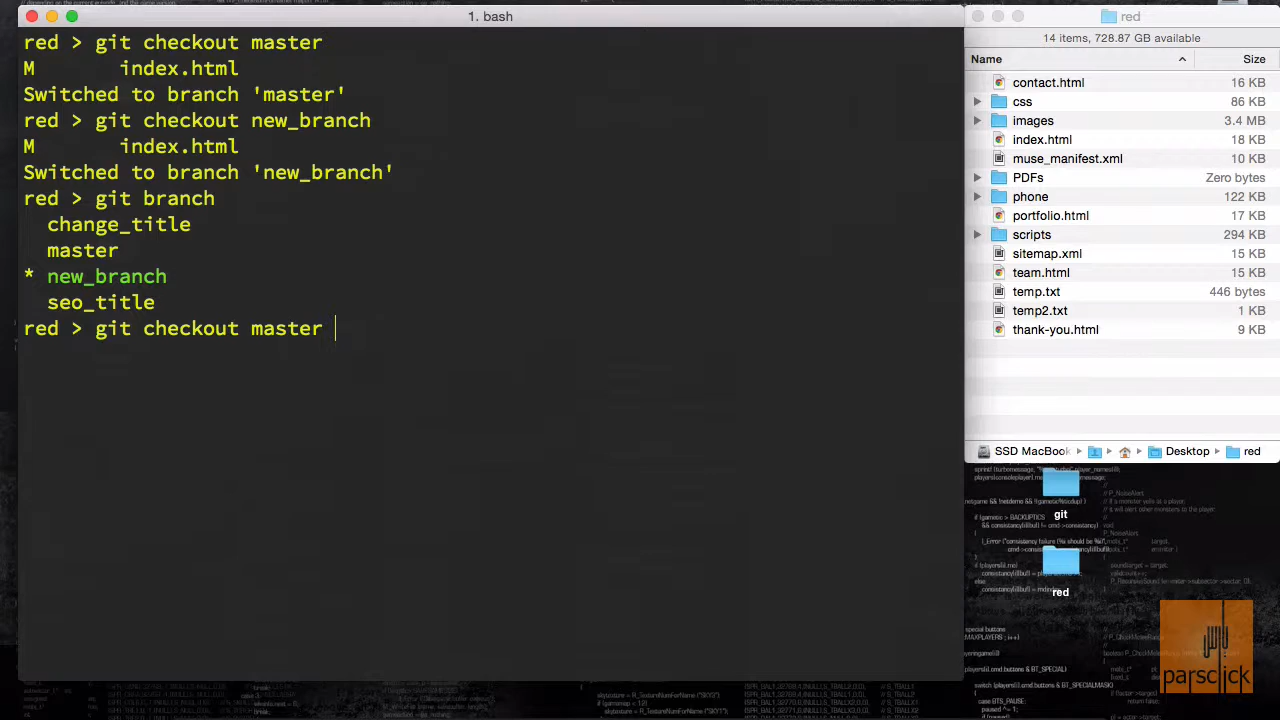 1. bash
red > git checkout master
M       index.html
Switched to branch 'master'
red > git checkout new_branch
M       index.html
Switched to branch 'new_branch'
red > git branch
  change_title
  master
* new_branch
  seo_title
red > git checkout master
red
14 items, 728.87 GB available
Name Size
contact.html 16 KB
css 86 KB
images 3.4 MB
index.html 18 KB
muse_manifest.xml 10 KB
PDFs Zero bytes
phone 122 KB
portfolio.html 17 KB
scripts 294 KB
sitemap.xml 15 KB
team.html 15 KB
temp.txt 446 bytes
temp2.txt 1 KB
thank-you.html 9 KB
SSD MacBook Desktop red
git
red
parsclick